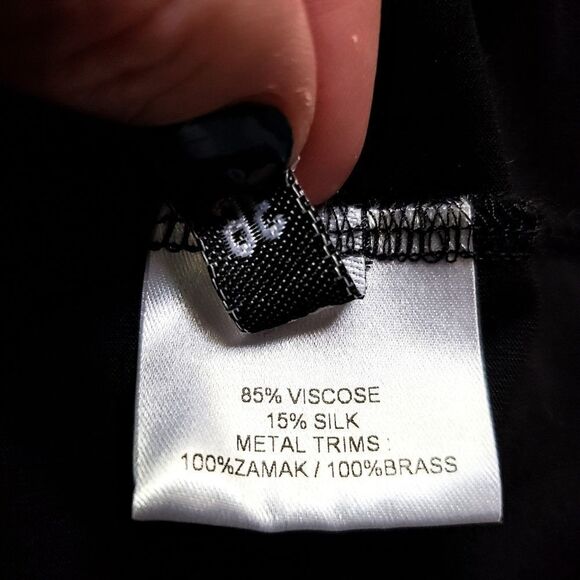 85% VISCOSE
15% SILK
METAL TRIMS :
100%ZAMAK / 100%BRASS